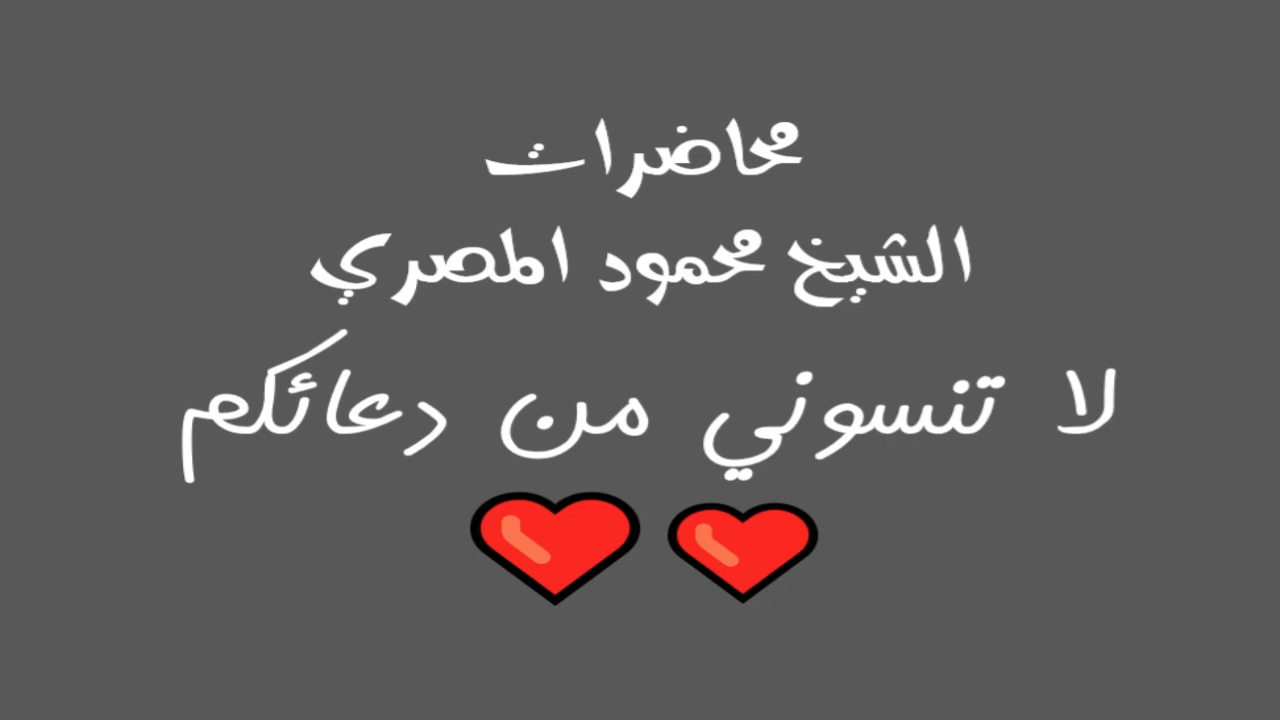 محاضرات
الشيخ محمود المصري
لا تنسوني من دعائكم